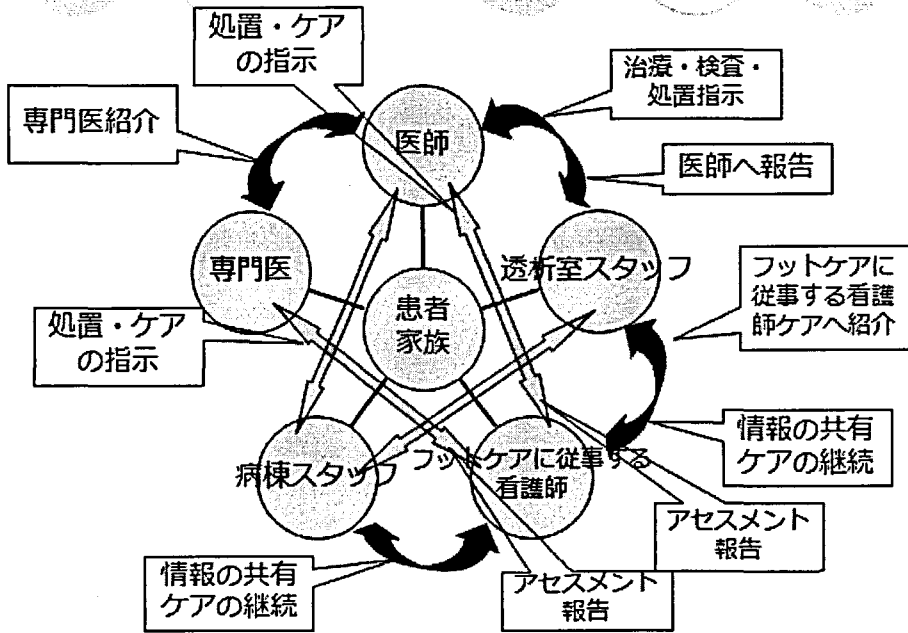 処置・ケア
の指示
治療・検査・
処置指示
専門医紹介
医師
医師へ報告
専門医
透析室スタッフ
フットケアに
従事する看護
師ケアへ紹介
患者
家族
処置・ケア
の指示
病棟スタッフ
フットケアに従事する
看護師
情報の共有
ケアの継続
アセスメント
報告
情報の共有
ケアの継続
アセスメント
報告